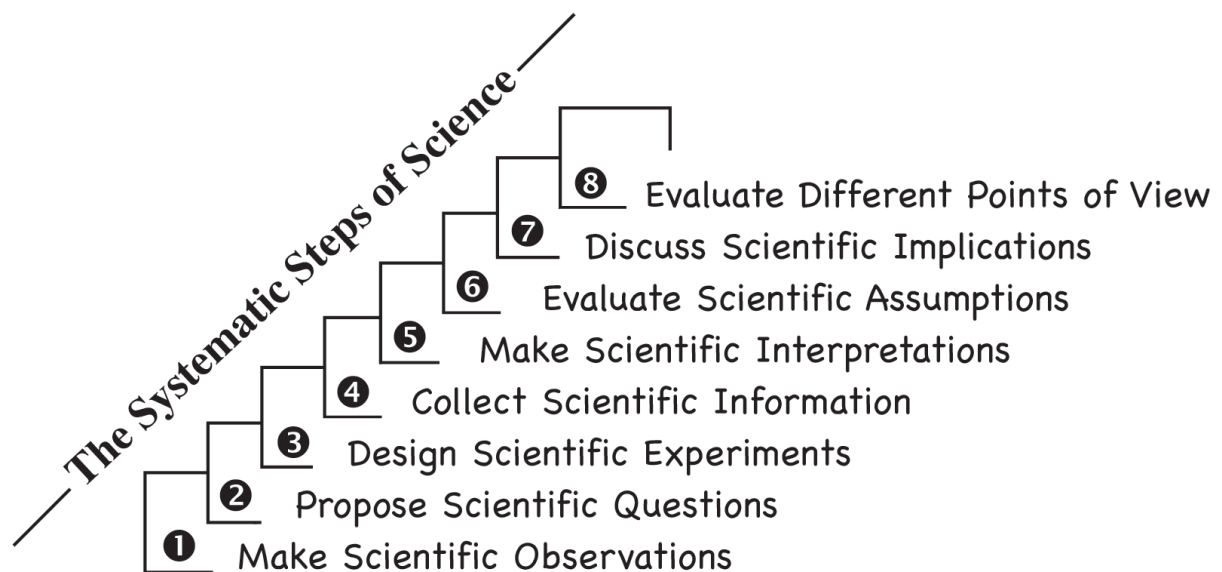 The Systematic Steps of Science
8 Evaluate Different Points of View
7 Discuss Scientific Implications
6 Evaluate Scientific Assumptions
5 Make Scientific Interpretations
4 Collect Scientific Information
3 Design Scientific Experiments
2 Propose Scientific Questions
1 Make Scientific Observations